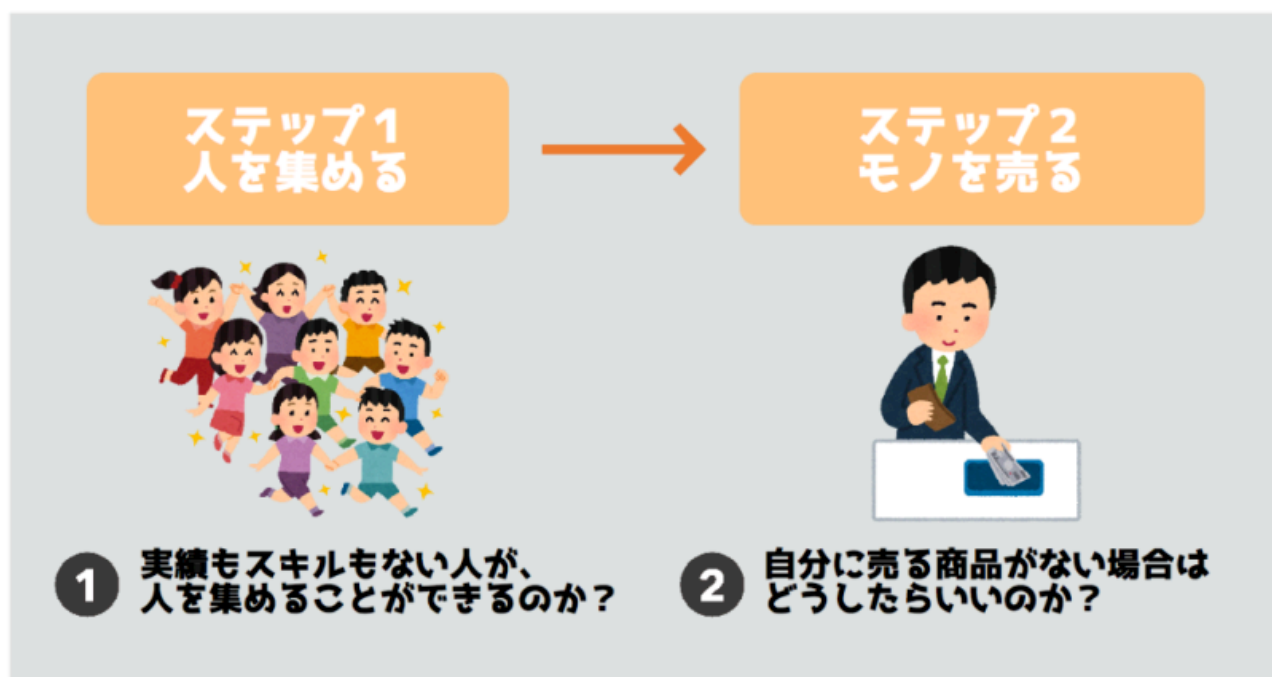 ステップ１
人を集める
ステップ２
モノを売る
1 実績もスキルもない人が、
人を集めることができるのか？
2 自分に売る商品がない場合は
どうしたらいいのか？